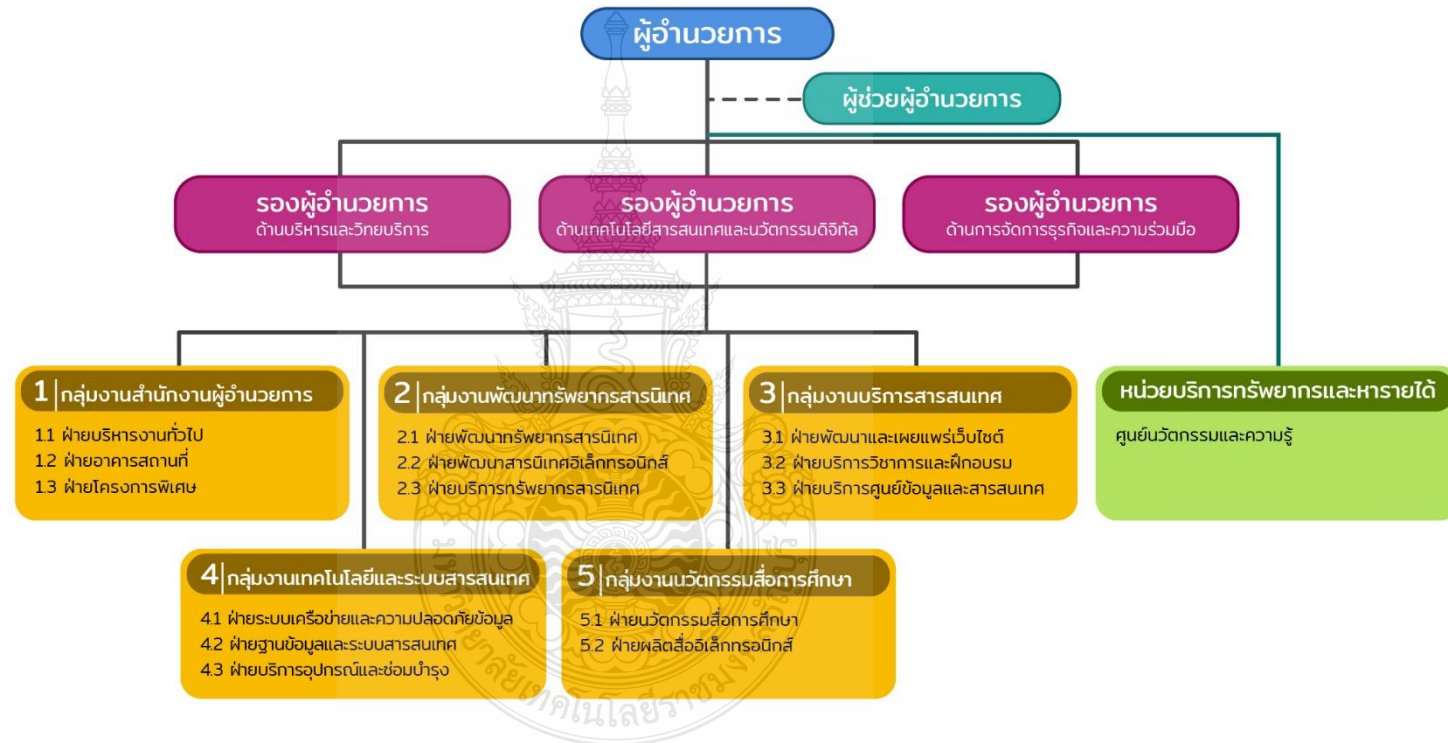 ผู้อำนวยการ
ผู้ช่วยผู้อำนวยการ
รองผู้อำนวยการ
ด้านบริหารและวิทยบริการ
รองผู้อำนวยการ
ด้านเทคโนโลยีสารสนเทศและนวัตกรรมดิจิทัล
รองผู้อำนวยการ
ด้านการจัดการธุรกิจและความร่วมมือ
1 กลุ่มงานสำนักงานผู้อำนวยการ
1.1 ฝ่ายบริหารงานทั่วไป
1.2 ฝ่ายอาคารสถานที่
1.3 ฝ่ายโครงการพิเศษ
2 กลุ่มงานพัฒนาทรัพยากรสารนิเทศ
2.1 ฝ่ายพัฒนาทรัพยากรสารนิเทศ
2.2 ฝ่ายพัฒนาสารนิเทศอิเล็กทรอนิกส์
2.3 ฝ่ายบริการทรัพยากรสารนิเทศ
3 กลุ่มงานบริการสารสนเทศ
3.1 ฝ่ายพัฒนาและเผยแพร่เว็บไซต์
3.2 ฝ่ายบริการวิชาการและฝึกอบรม
3.3 ฝ่ายบริการศูนย์ข้อมูลและสารสนเทศ
หน่วยบริการทรัพยากรและหารายได้
ศูนย์นวัตกรรมและความรู้
4 กลุ่มงานเทคโนโลยีและระบบสารสนเทศ
4.1 ฝ่ายระบบเครือข่ายและความปลอดภัยข้อมูล
4.2 ฝ่ายฐานข้อมูลและระบบสารสนเทศ
4.3 ฝ่ายบริการอุปกรณ์และซ่อมบำรุง
5 กลุ่มงานนวัตกรรมสื่อการศึกษา
5.1 ฝ่ายนวัตกรรมสื่อการศึกษา
5.2 ฝ่ายผลิตสื่ออิเล็กทรอนิกส์